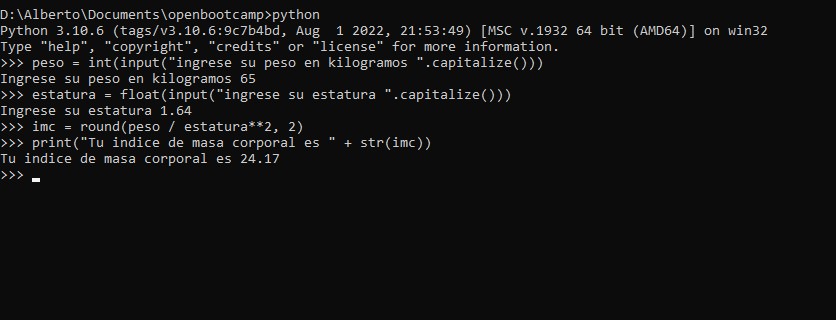 D:\Alberto\Documents\openbootcamp>python
Python 3.10.6 (tags/v3.10.6:9c7b4bd, Aug  1 2022, 21:53:49) [MSC v.1932 64 bit (AMD64)] on win32
Type "help", "copyright", "credits" or "license" for more information.
>>> peso = int(input("ingrese su peso en kilogramos ".capitalize()))
Ingrese su peso en kilogramos 65
>>> estatura = float(input("ingrese su estatura ".capitalize()))
Ingrese su estatura 1.64
>>> imc = round(peso / estatura**2, 2)
>>> print("Tu indice de masa corporal es " + str(imc))
Tu indice de masa corporal es 24.17
>>>